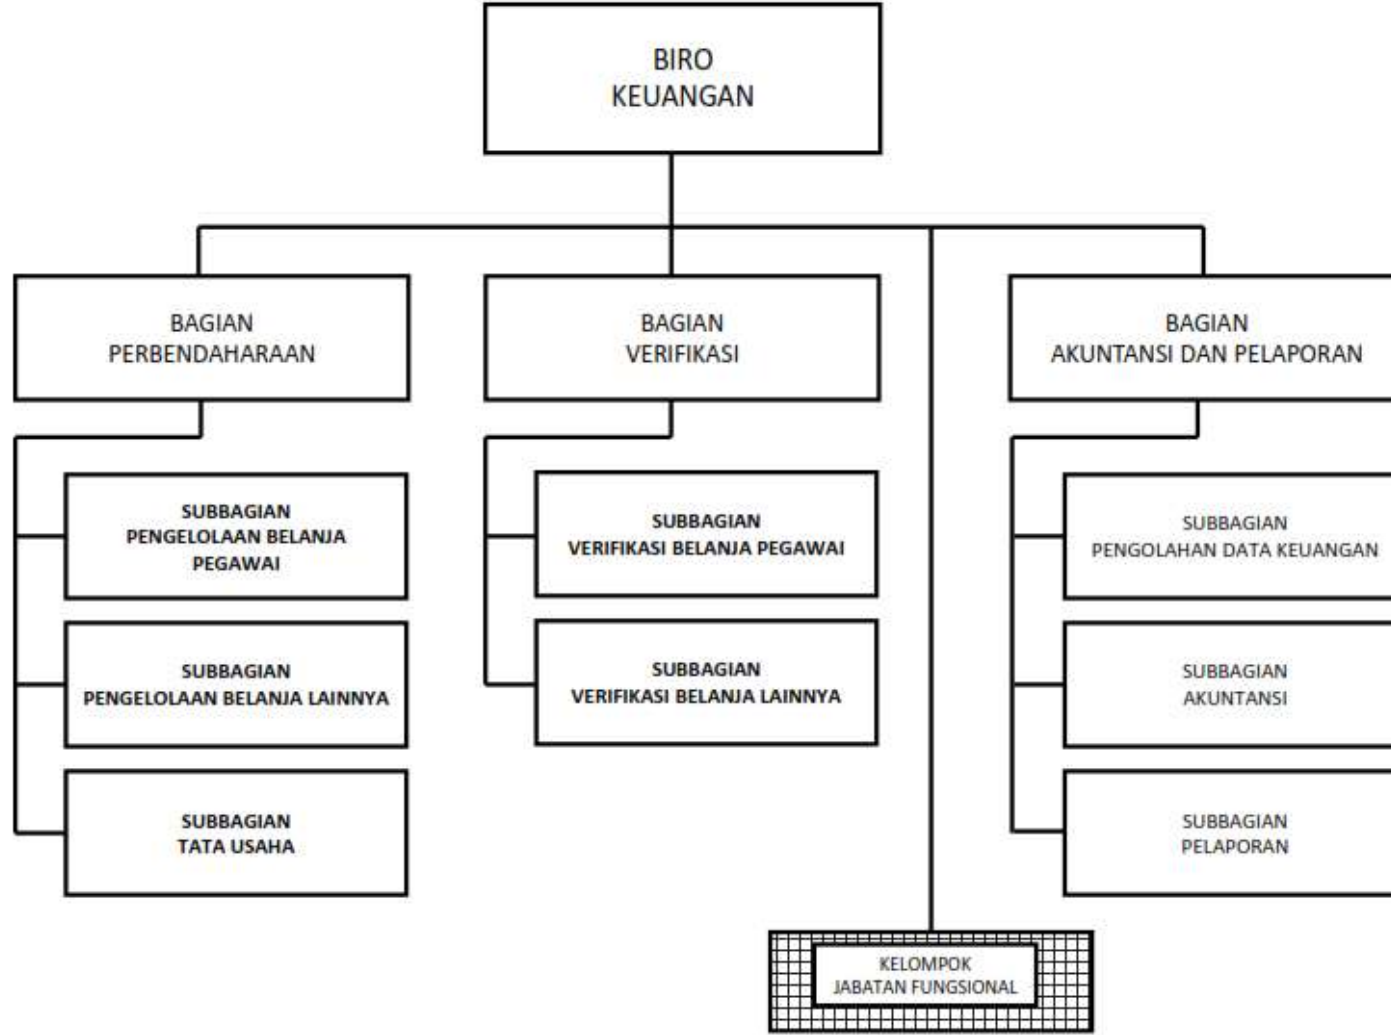 BIRO
KEUANGAN
BAGIAN
PERBENDAHARAAN
BAGIAN
VERIFIKASI
BAGIAN
AKUNTANSI DAN PELAPORAN
SUBBAGIAN
PENGELOLAAN BELANJA
PEGAWAI
SUBBAGIAN
PENGELOLAAN BELANJA LAINNYA
SUBBAGIAN
TATA USAHA
SUBBAGIAN
VERIFIKASI BELANJA PEGAWAI
SUBBAGIAN
VERIFIKASI BELANJA LAINNYA
SUBBAGIAN
PENGOLAHAN DATA KEUANGAN
SUBBAGIAN
AKUNTANSI
SUBBAGIAN
PELAPORAN
KELOMPOK
JABATAN FUNGSIONAL